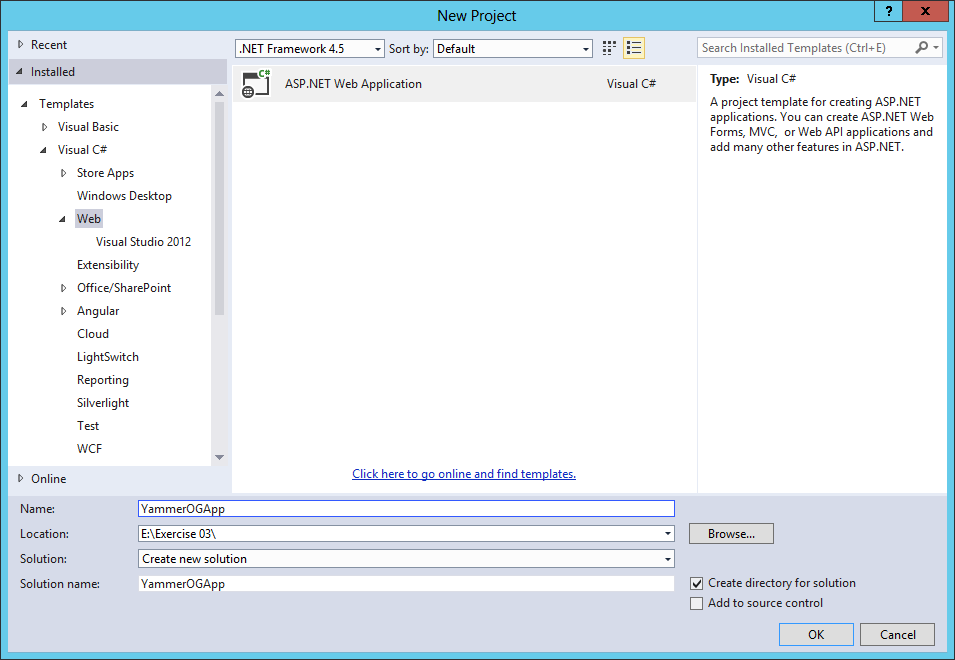 New Project
? x
Recent
Installed
Templates
Visual Basic
Visual C#
Store Apps
Windows Desktop
Web
Visual Studio 2012
Extensibility
Office/SharePoint
Angular
Cloud
LightSwitch
Reporting
Silverlight
Test
WCF
Online
.NET Framework 4.5 Sort by: Default
C# ASP.NET Web Application Visual C#
Click here to go online and find templates.
Search Installed Templates (Ctrl+E)
Type: Visual C#
A project template for creating ASP.NET
applications. You can create ASP.NET Web
Forms, MVC, or Web API applications and
add many other features in ASP.NET.
Name: YammerOGApp
Location: E:\Exercise 03\ Browse...
Solution: Create new solution
Solution name: YammerOGApp
Create directory for solution
Add to source control
OK Cancel